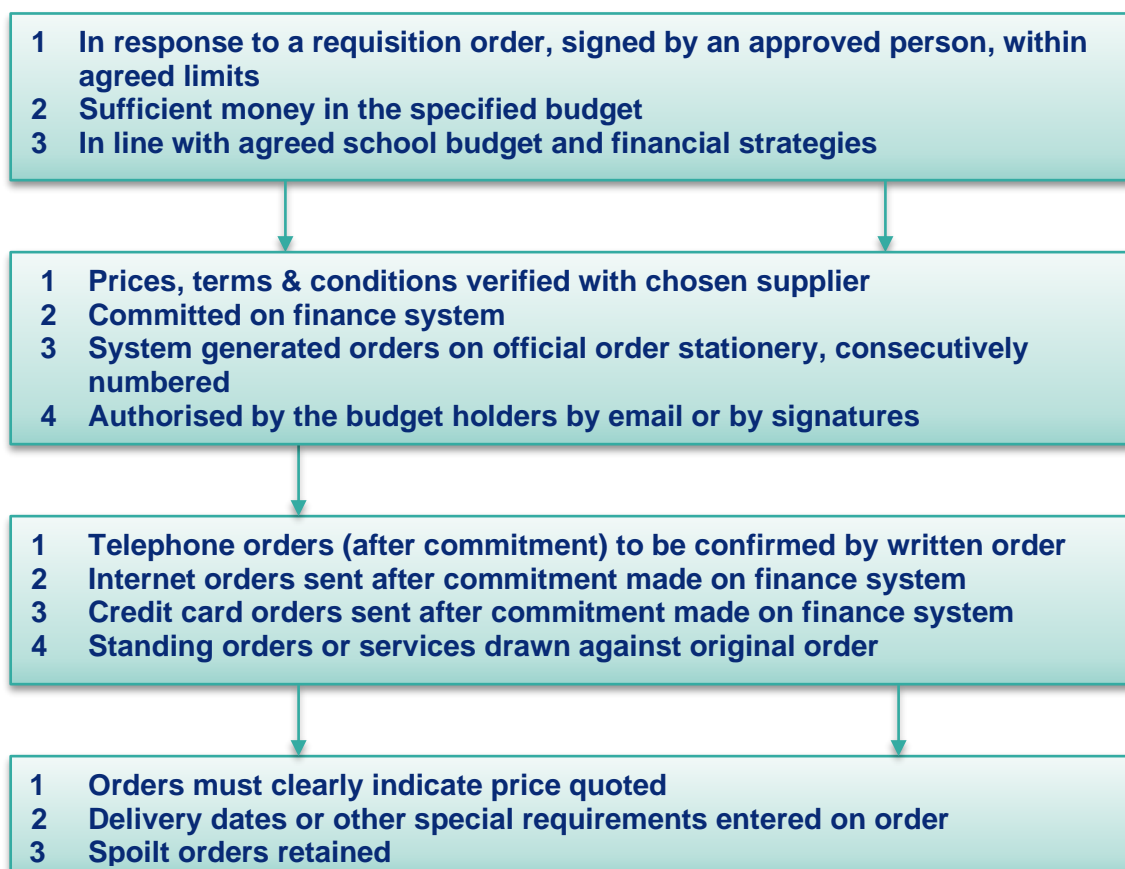 1 In response to a requisition order, signed by an approved person, within
agreed limits
2 Sufficient money in the specified budget
3 In line with agreed school budget and financial strategies
1 Prices, terms & conditions verified with chosen supplier
2 Committed on finance system
3 System generated orders on official order stationery, consecutively
numbered
4 Authorised by the budget holders by email or by signatures
1 Telephone orders (after commitment) to be confirmed by written order
2 Internet orders sent after commitment made on finance system
3 Credit card orders sent after commitment made on finance system
4 Standing orders or services drawn against original order
1 Orders must clearly indicate price quoted
2 Delivery dates or other special requirements entered on order
3 Spoilt orders retained